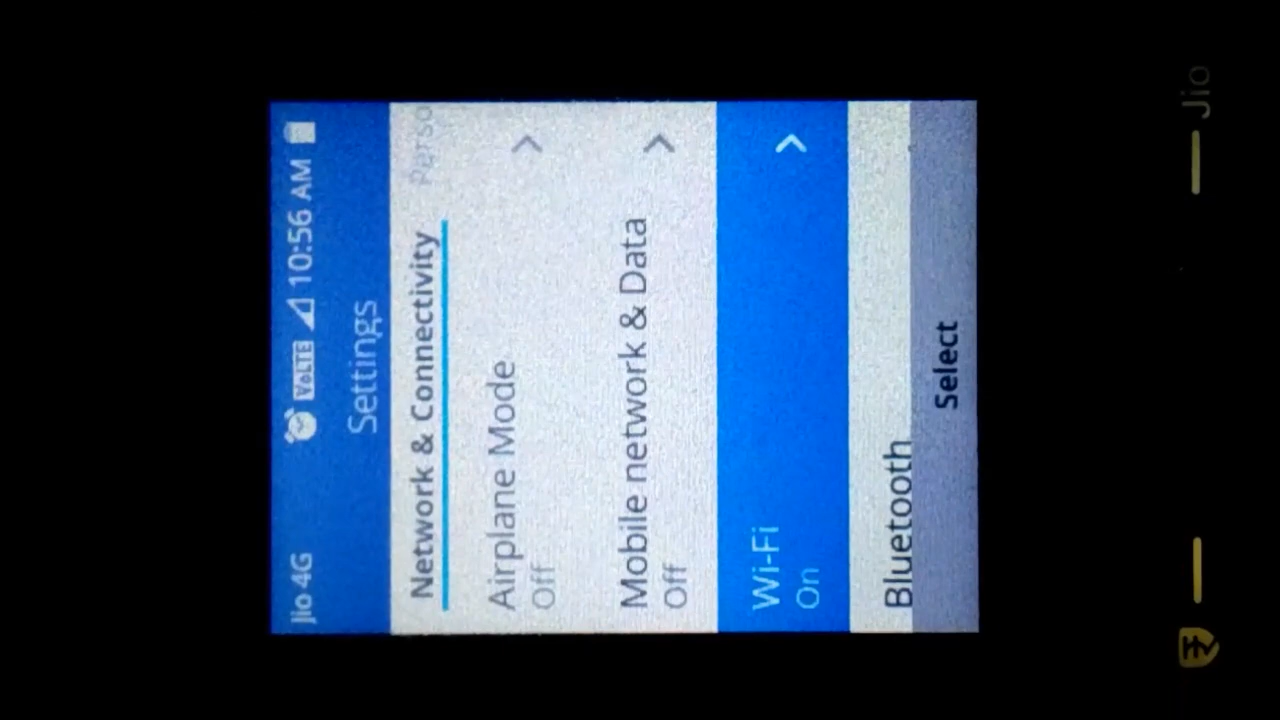 Jio 4G VoLTE 10:56 AM
Settings
Network & Connectivity Perso
Airplane Mode
Off
Mobile network & Data
Off
Wi-Fi
On
Bluetooth
Select
Jio